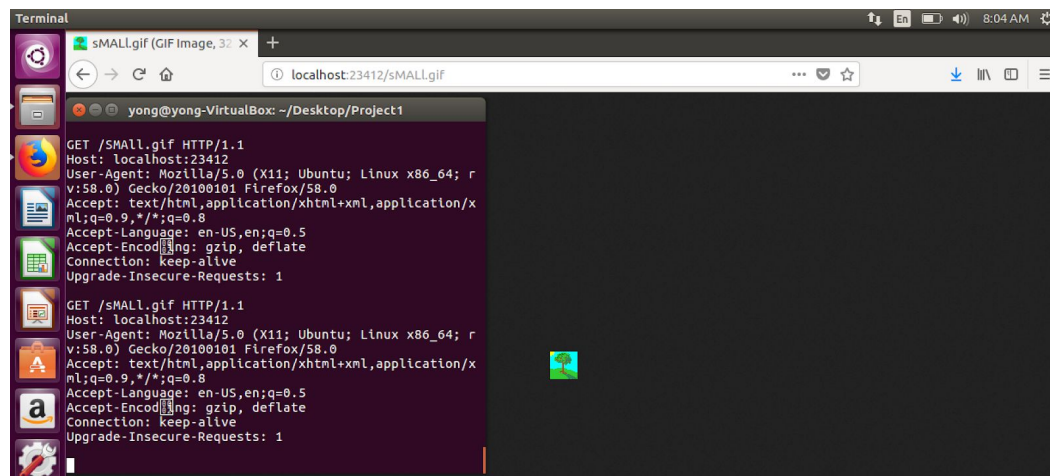 Terminal
En
8:04 AM
sMALl.gif (GIF Image, 32
localhost:23412/sMALl.gif
yong@yong-VirtualBox: ~/Desktop/Project1
GET /SMAll.gif HTTP/1.1
Host: localhost:23412
User-Agent: Mozilla/5.0 (X11; Ubuntu; Linux x86_64; r
v:58.0) Gecko/20100101 Firefox/58.0
Accept: text/html,application/xhtml+xml,application/x
ml;q=0.9,*/*;q=0.8
Accept-Language: en-US,en;q=0.5
Accept-Encoding: gzip, deflate
Connection: keep-alive
Upgrade-Insecure-Requests: 1
GET /sMALl.gif HTTP/1.1
Host: localhost:23412
User-Agent: Mozilla/5.0 (X11; Ubuntu; Linux x86_64; r
v:58.0) Gecko/20100101 Firefox/58.0
Accept: text/html,application/xhtml+xml,application/x
ml;q=0.9,*/*;q=0.8
Accept-Language: en-US,en;q=0.5
Accept-Encoding: gzip, deflate
Connection: keep-alive
Upgrade-Insecure-Requests: 1